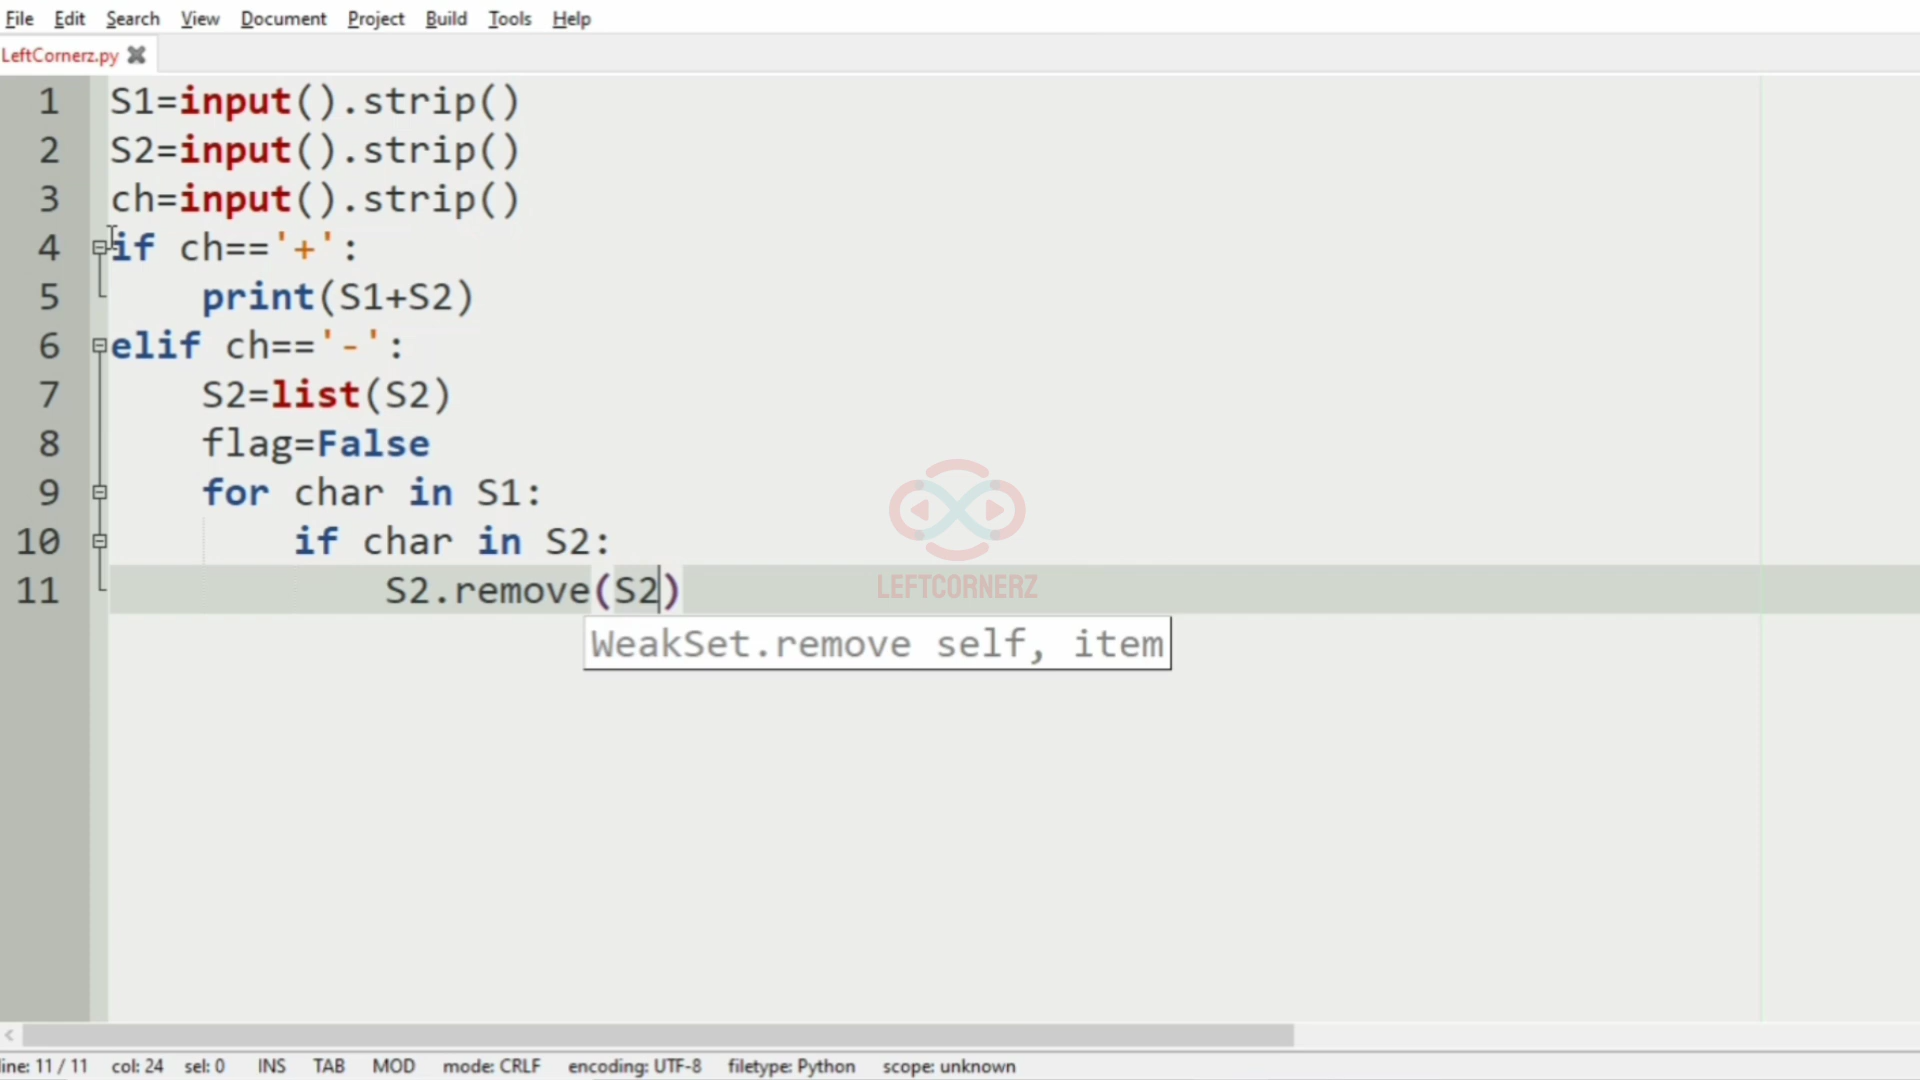 File Edit Search View Document Project Build Tools Help
LeftCornerz.py
1 S1=input().strip()
2 S2=input().strip()
3 ch=input().strip()
4 if ch=='+':
5 print(S1+S2)
6 elif ch=='-':
7 S2=list(S2)
8 flag=False
9 for char in S1:
10 if char in S2:
11 S2.remove(S2)
WeakSet.remove self, item
LEFTCORNERZ
line: 11 / 11 col: 24 sel: 0 INS TAB MOD mode: CRLF encoding: UTF-8 filetype: Python scope: unknown